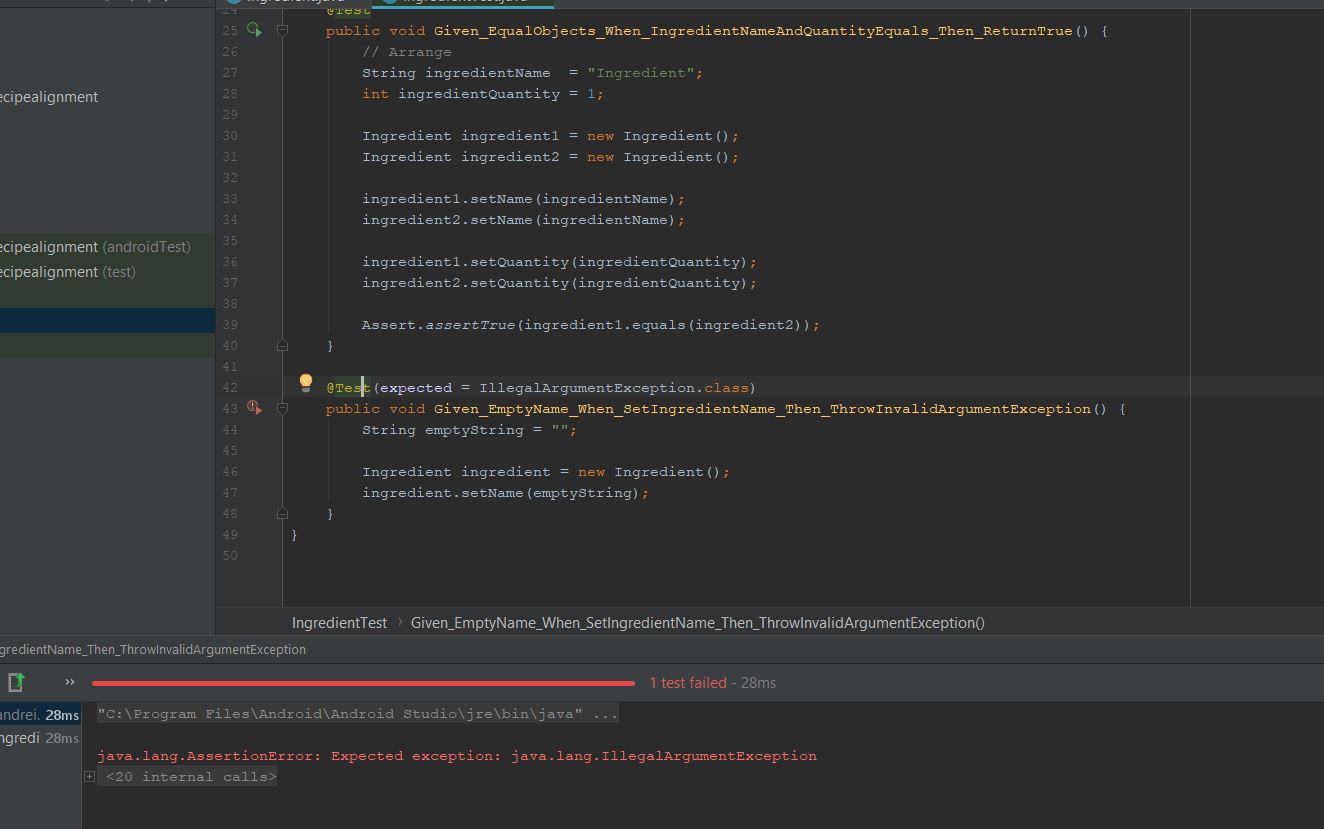 24 @Test
25 public void Given_EqualObjects_When_IngredientNameAndQuantityEquals_Then_ReturnTrue() {
26 // Arrange
ecipealignment
27 String ingredientName  = "Ingredient";
28 int ingredientQuantity = 1;
29
30 Ingredient ingredient1 = new Ingredient();
31 Ingredient ingredient2 = new Ingredient();
32
33 ingredient1.setName(ingredientName);
34 ingredient2.setName(ingredientName);
35
ecipealignment (androidTest)
36 ingredient1.setQuantity(ingredientQuantity);
ecipealignment (test)
37 ingredient2.setQuantity(ingredientQuantity);
38
39 Assert.assertTrue(ingredient1.equals(ingredient2));
40 }
41
42 @Test(expected = IllegalArgumentException.class)
43 public void Given_EmptyName_When_SetIngredientName_Then_ThrowInvalidArgumentException() {
44 String emptyString = "";
45
46 Ingredient ingredient = new Ingredient();
47 ingredient.setName(emptyString);
48 }
49 }
50
IngredientTest › Given_EmptyName_When_SetIngredientName_Then_ThrowInvalidArgumentException()
gredientName_Then_ThrowInvalidArgumentException
» 1 test failed - 28ms
andrei. 28ms
ngredi 28ms
"C:\Program Files\Android\Android Studio\jre\bin\java" ...
java.lang.AssertionError: Expected exception: java.lang.IllegalArgumentException
<20 internal calls>